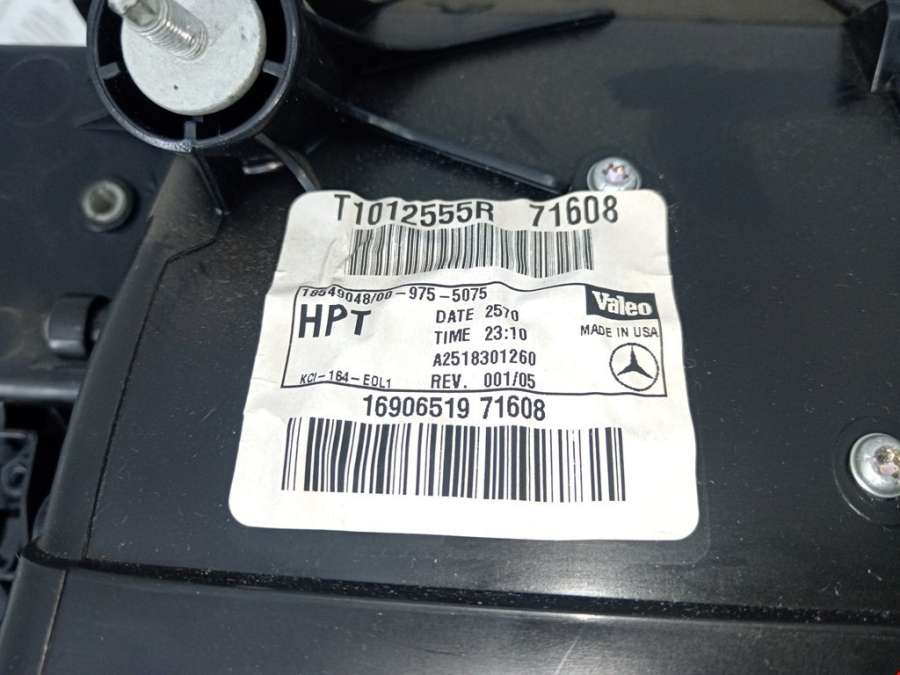 T1012555R 71608
18549048/00-975-5075
Valeo
HPT
DATE 2570
MADE IN USA
TIME 23:10
A2518301260
KCI-164-EOL1
REV. 001/05
16906519 71608